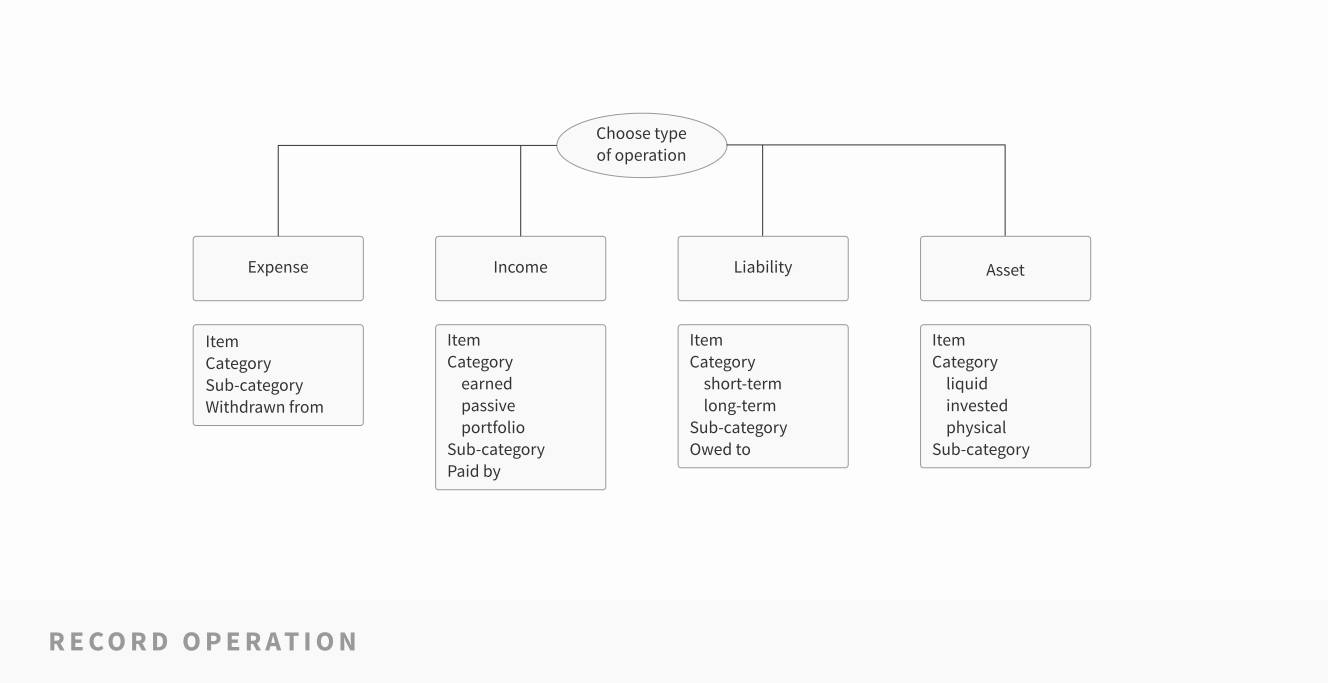 Choose type
of operation
Expense
Income
Liability
Asset
Item
Category
Sub-category
Withdrawn from
Item
Category
earned
passive
portfolio
Sub-category
Paid by
Item
Category
short-term
long-term
Sub-category
Owed to
Item
Category
liquid
invested
physical
Sub-category
RECORD OPERATION